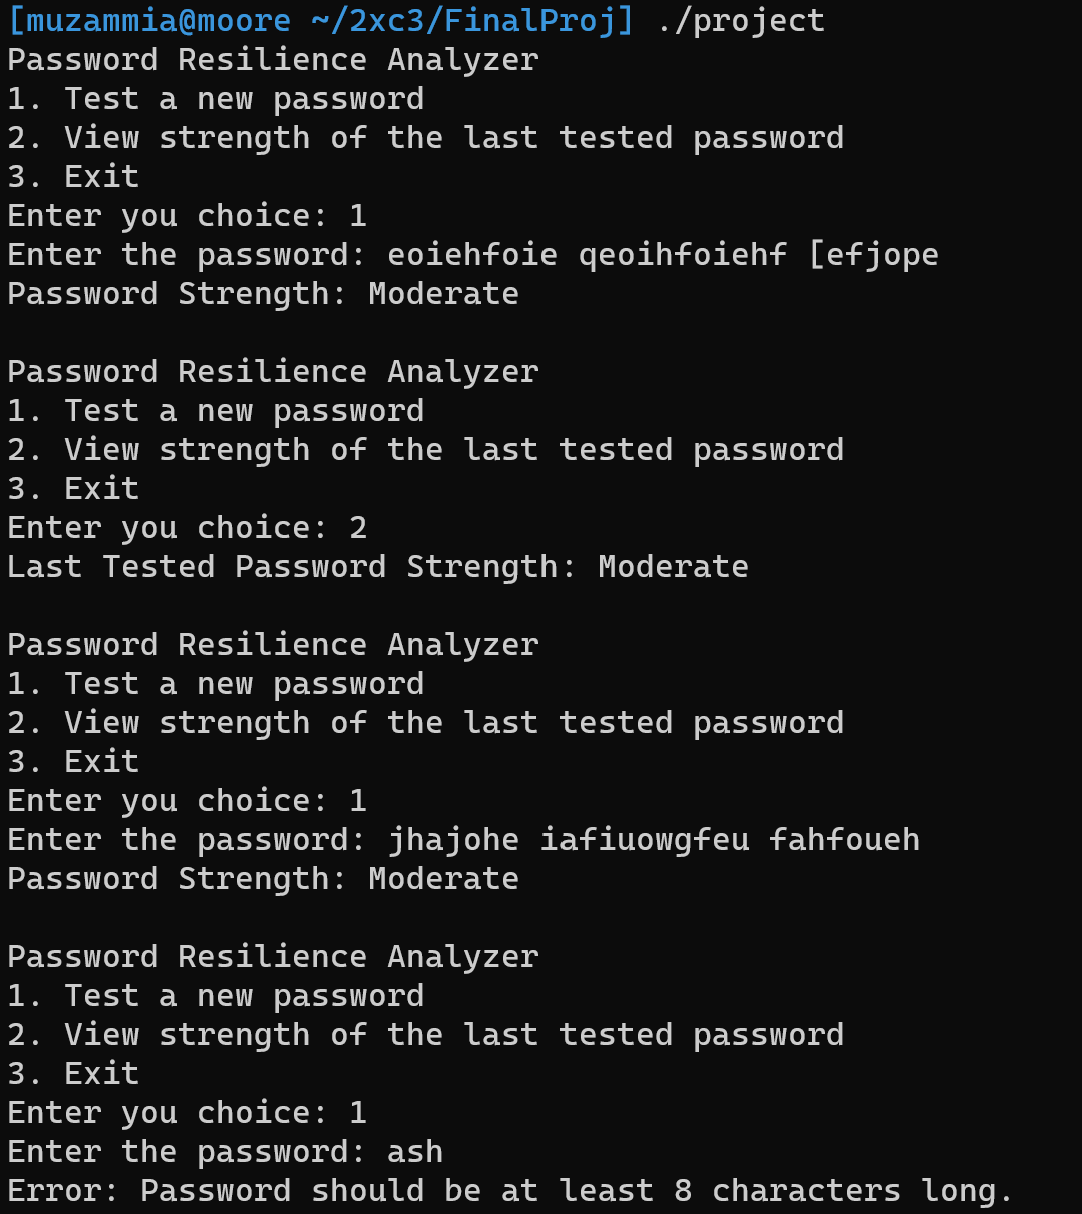 [muzammia@moore ~/2xc3/FinalProj] ./project
Password Resilience Analyzer
1. Test a new password
2. View strength of the last tested password
3. Exit
Enter you choice: 1
Enter the password: eoiehfoie qeoihfoiehf [efjope
Password Strength: Moderate
Password Resilience Analyzer
1. Test a new password
2. View strength of the last tested password
3. Exit
Enter you choice: 2
Last Tested Password Strength: Moderate
Password Resilience Analyzer
1. Test a new password
2. View strength of the last tested password
3. Exit
Enter you choice: 1
Enter the password: jhajohe iafiuowgfeu fahfoueh
Password Strength: Moderate
Password Resilience Analyzer
1. Test a new password
2. View strength of the last tested password
3. Exit
Enter you choice: 1
Enter the password: ash
Error: Password should be at least 8 characters long.